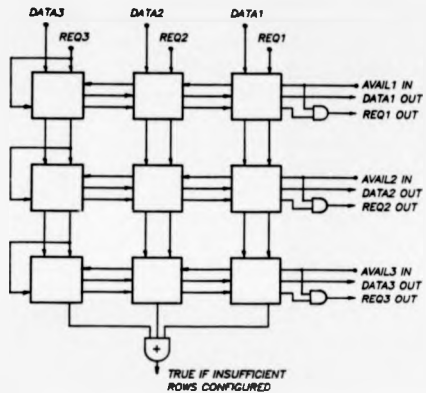 DATA3 DATA2 DATA1
REQ3 REQ2 REQ1
AVAIL1 IN
DATA1 OUT
REQ1 OUT
AVAIL2 IN
DATA2 OUT
REQ2 OUT
AVAIL3 IN
DATA3 OUT
REQ3 OUT
+
TRUE IF INSUFFICIENT
ROWS CONFIGURED